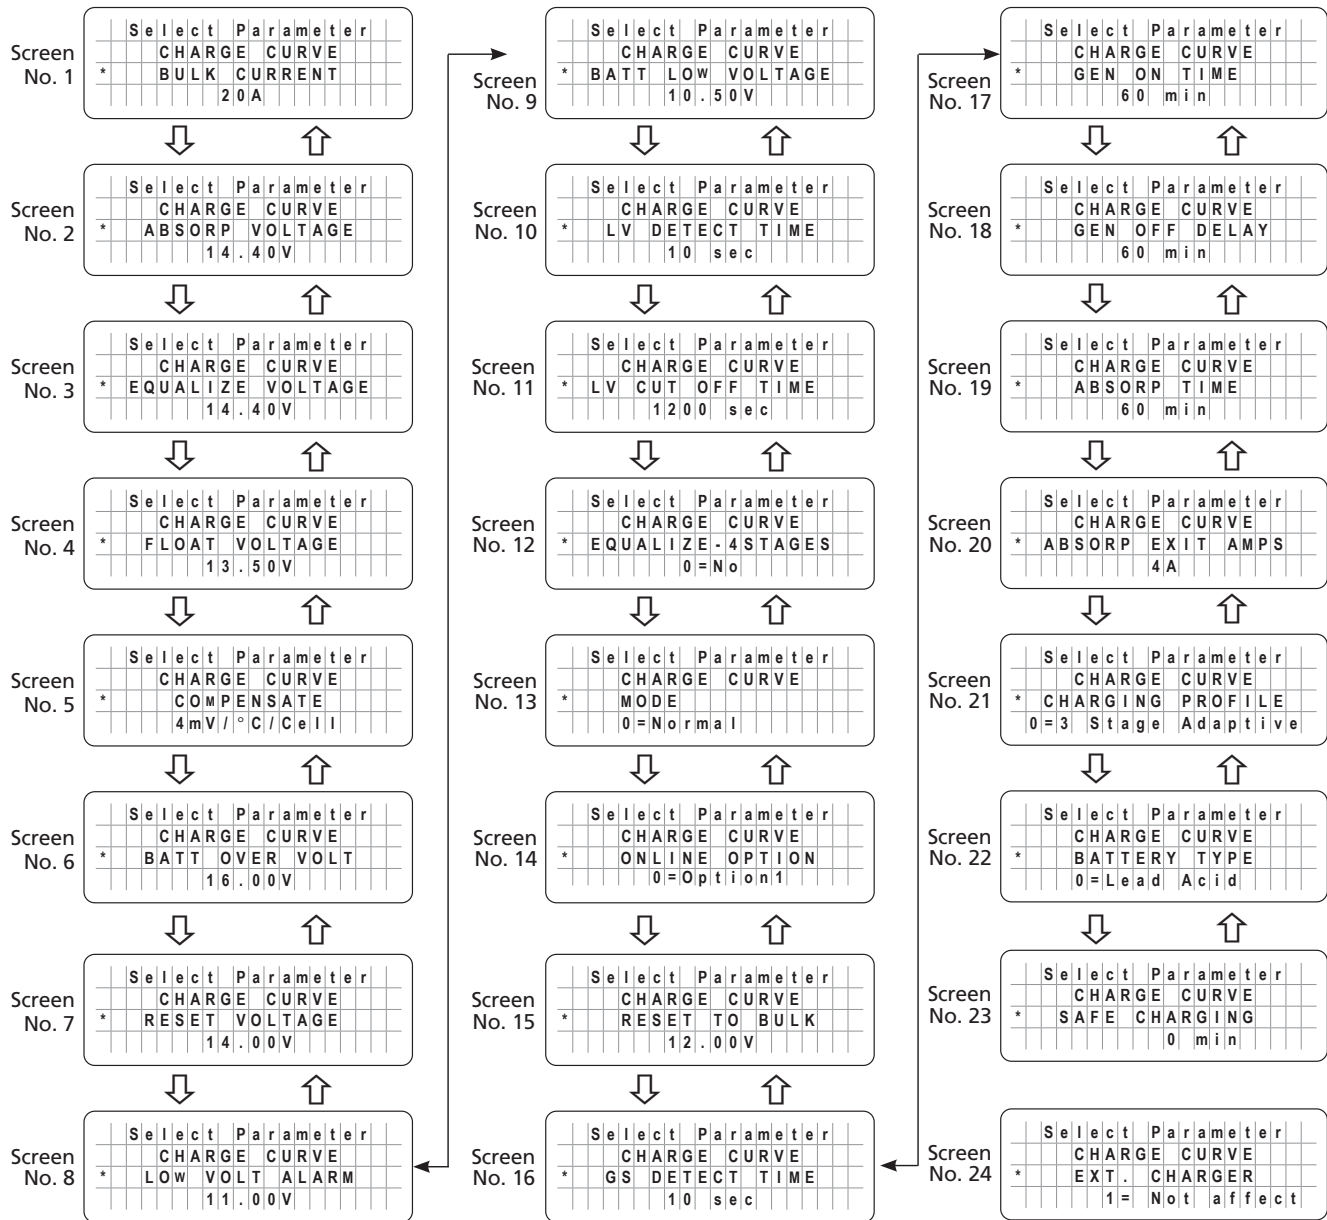 Screen
No. 1
Select Parameter
CHARGE CURVE
* BULK CURRENT
20A
Screen
No. 2
Select Parameter
CHARGE CURVE
* ABSORP VOLTAGE
14.40V
Screen
No. 3
Select Parameter
CHARGE CURVE
* EQUALIZE VOLTAGE
14.40V
Screen
No. 4
Select Parameter
CHARGE CURVE
* FLOAT VOLTAGE
13.50V
Screen
No. 5
Select Parameter
CHARGE CURVE
* COMPENSATE
4mV/°C/Cell
Screen
No. 6
Select Parameter
CHARGE CURVE
* BATT OVER VOLT
16.00V
Screen
No. 7
Select Parameter
CHARGE CURVE
* RESET VOLTAGE
14.00V
Screen
No. 8
Select Parameter
CHARGE CURVE
* LOW VOLT ALARM
11.00V
Screen
No. 9
Select Parameter
CHARGE CURVE
* BATT LOW VOLTAGE
10.50V
Screen
No. 10
Select Parameter
CHARGE CURVE
* LV DETECT TIME
10 sec
Screen
No. 11
Select Parameter
CHARGE CURVE
* LV CUT OFF TIME
1200 sec
Screen
No. 12
Select Parameter
CHARGE CURVE
* EQUALIZE-4STAGES
0=No
Screen
No. 13
Select Parameter
CHARGE CURVE
* MODE
0=Normal
Screen
No. 14
Select Parameter
CHARGE CURVE
* ONLINE OPTION
0=Option1
Screen
No. 15
Select Parameter
CHARGE CURVE
* RESET TO BULK
12.00V
Screen
No. 16
Select Parameter
CHARGE CURVE
* GS DETECT TIME
10 sec
Screen
No. 17
Select Parameter
CHARGE CURVE
* GEN ON TIME
60 min
Screen
No. 18
Select Parameter
CHARGE CURVE
* GEN OFF DELAY
60 min
Screen
No. 19
Select Parameter
CHARGE CURVE
* ABSORP TIME
60 min
Screen
No. 20
Select Parameter
CHARGE CURVE
* ABSORP EXIT AMPS
4A
Screen
No. 21
Select Parameter
CHARGE CURVE
* CHARGING PROFILE
0=3 Stage Adaptive
Screen
No. 22
Select Parameter
CHARGE CURVE
* BATTERY TYPE
0=Lead Acid
Screen
No. 23
Select Parameter
CHARGE CURVE
* SAFE CHARGING
0 min
Screen
No. 24
Select Parameter
CHARGE CURVE
* EXT. CHARGER
1= Not affect